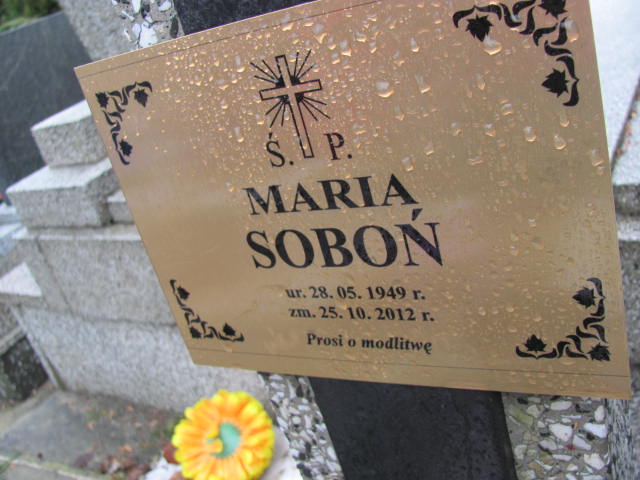 Ś. P.
MARIA
SOBOŃ
ur. 28. 05. 1949 r.
zm. 25. 10. 2012 r.
Prosi o modlitwę